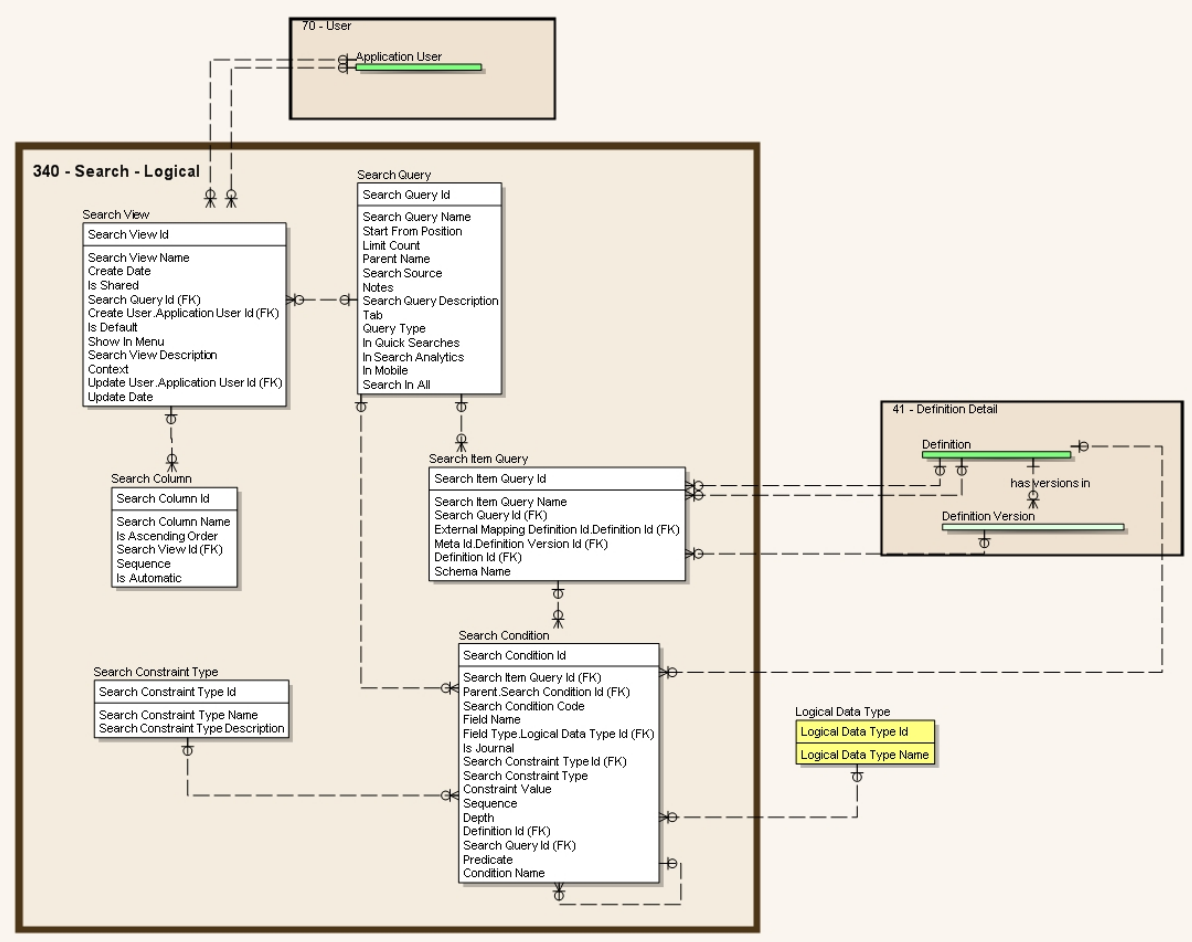 70 - User
Application User
340 - Search - Logical
Search Query
Search Query Id
Search Query Name
Start From Position
Limit Count
Parent Name
Search Source
Notes
Search Query Description
Tab
Query Type
In Quick Searches
In Search Analytics
In Mobile
Search In All
Search View
Search View Id
Search View Name
Create Date
Is Shared
Search Query Id (FK)
Create User.Application User Id (FK)
Is Default
Show In Menu
Search View Description
Context
Update User.Application User Id (FK)
Update Date
41 - Definition Detail
Definition
has versions in
Definition Version
Search Item Query
Search Item Query Id
Search Item Query Name
Search Query Id (FK)
External Mapping Definition Id.Definition Id (FK)
Meta Id.Definition Version Id (FK)
Definition Id (FK)
Schema Name
Search Column
Search Column Id
Search Column Name
Is Ascending Order
Search View Id (FK)
Sequence
Is Automatic
Search Condition
Search Condition Id
Search Item Query Id (FK)
Parent.Search Condition Id (FK)
Search Condition Code
Field Name
Field Type.Logical Data Type Id (FK)
Is Journal
Search Constraint Type Id (FK)
Search Constraint Type
Constraint Value
Sequence
Depth
Definition Id (FK)
Search Query Id (FK)
Predicate
Condition Name
Search Constraint Type
Search Constraint Type Id
Search Constraint Type Name
Search Constraint Type Description
Logical Data Type
Logical Data Type Id
Logical Data Type Name